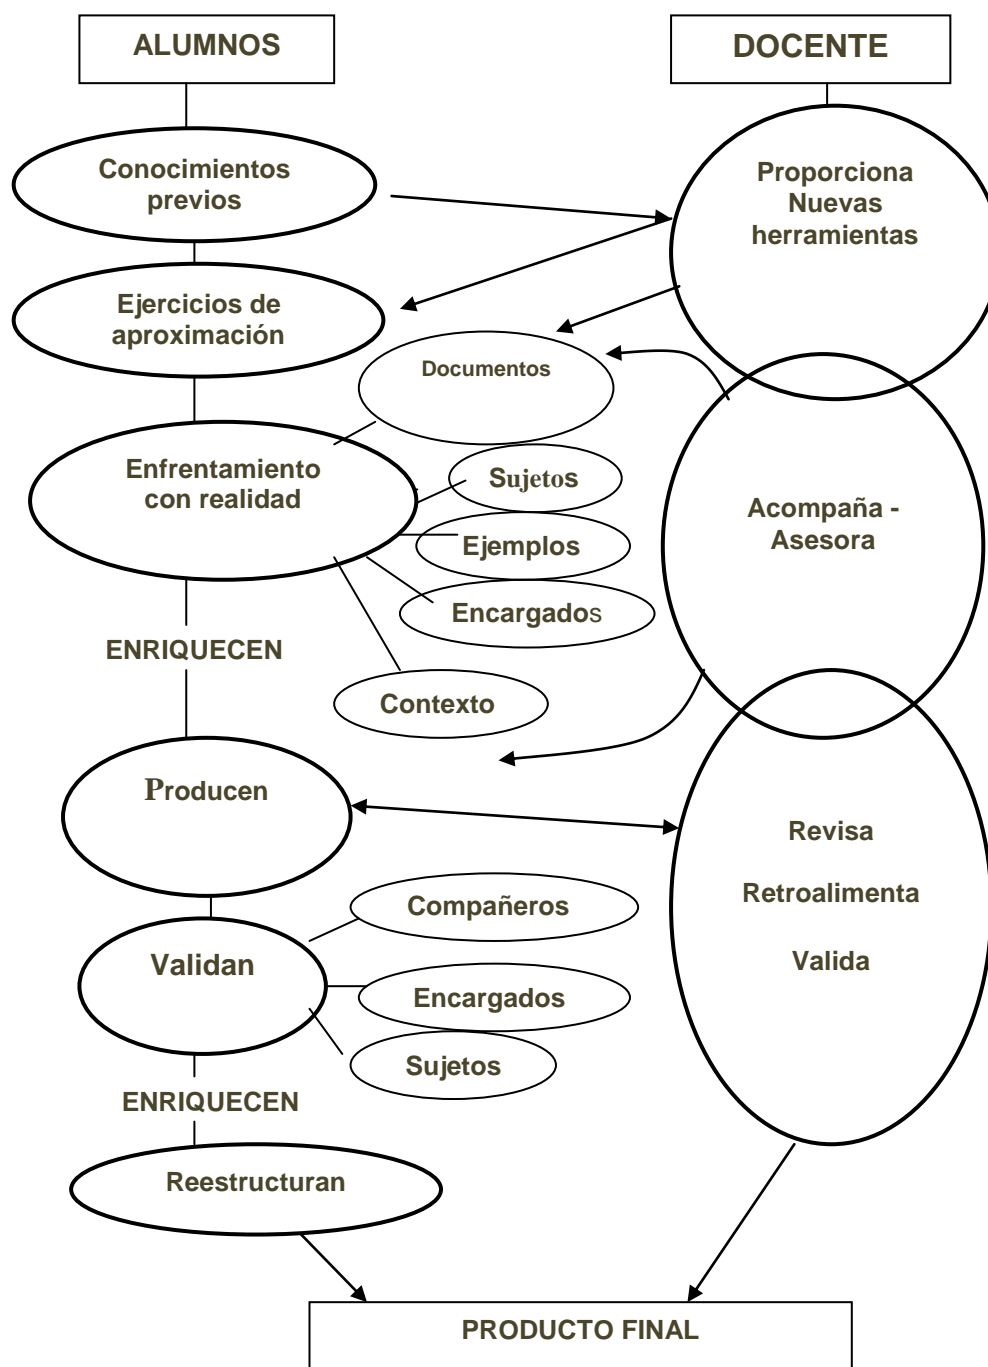 ALUMNOS
DOCENTE
Conocimientos
previos
Proporciona
Nuevas
herramientas
Ejercicios de
aproximación
Documentos
Enfrentamiento
con realidad
Sujetos
Ejemplos
Encargados
Contexto
Acompaña -
Asesora
ENRIQUECEN
Producen
Revisa
Retroalimenta
Valida
Compañeros
Validan
Encargados
Sujetos
ENRIQUECEN
Reestructuran
PRODUCTO FINAL